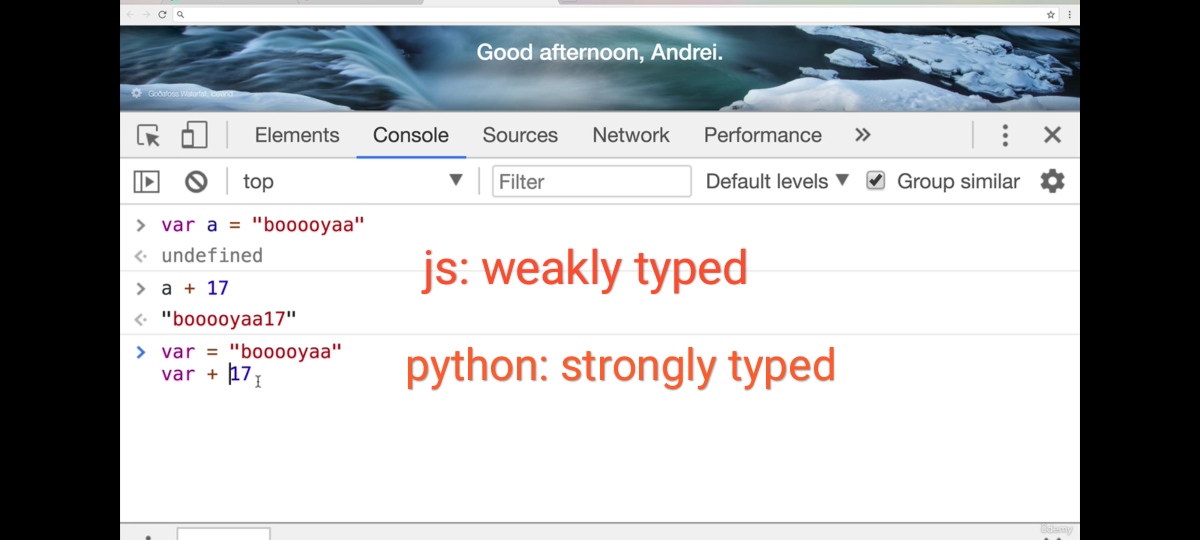 Good afternoon, Andrei.
Elements Console Sources Network Performance »
top Filter Default levels Group similar
> var a = "booooyaa"
undefined
js: weakly typed
> a + 17
"booooyaa17"
> var = "booooyaa"
var + 17
python: strongly typed
udemy